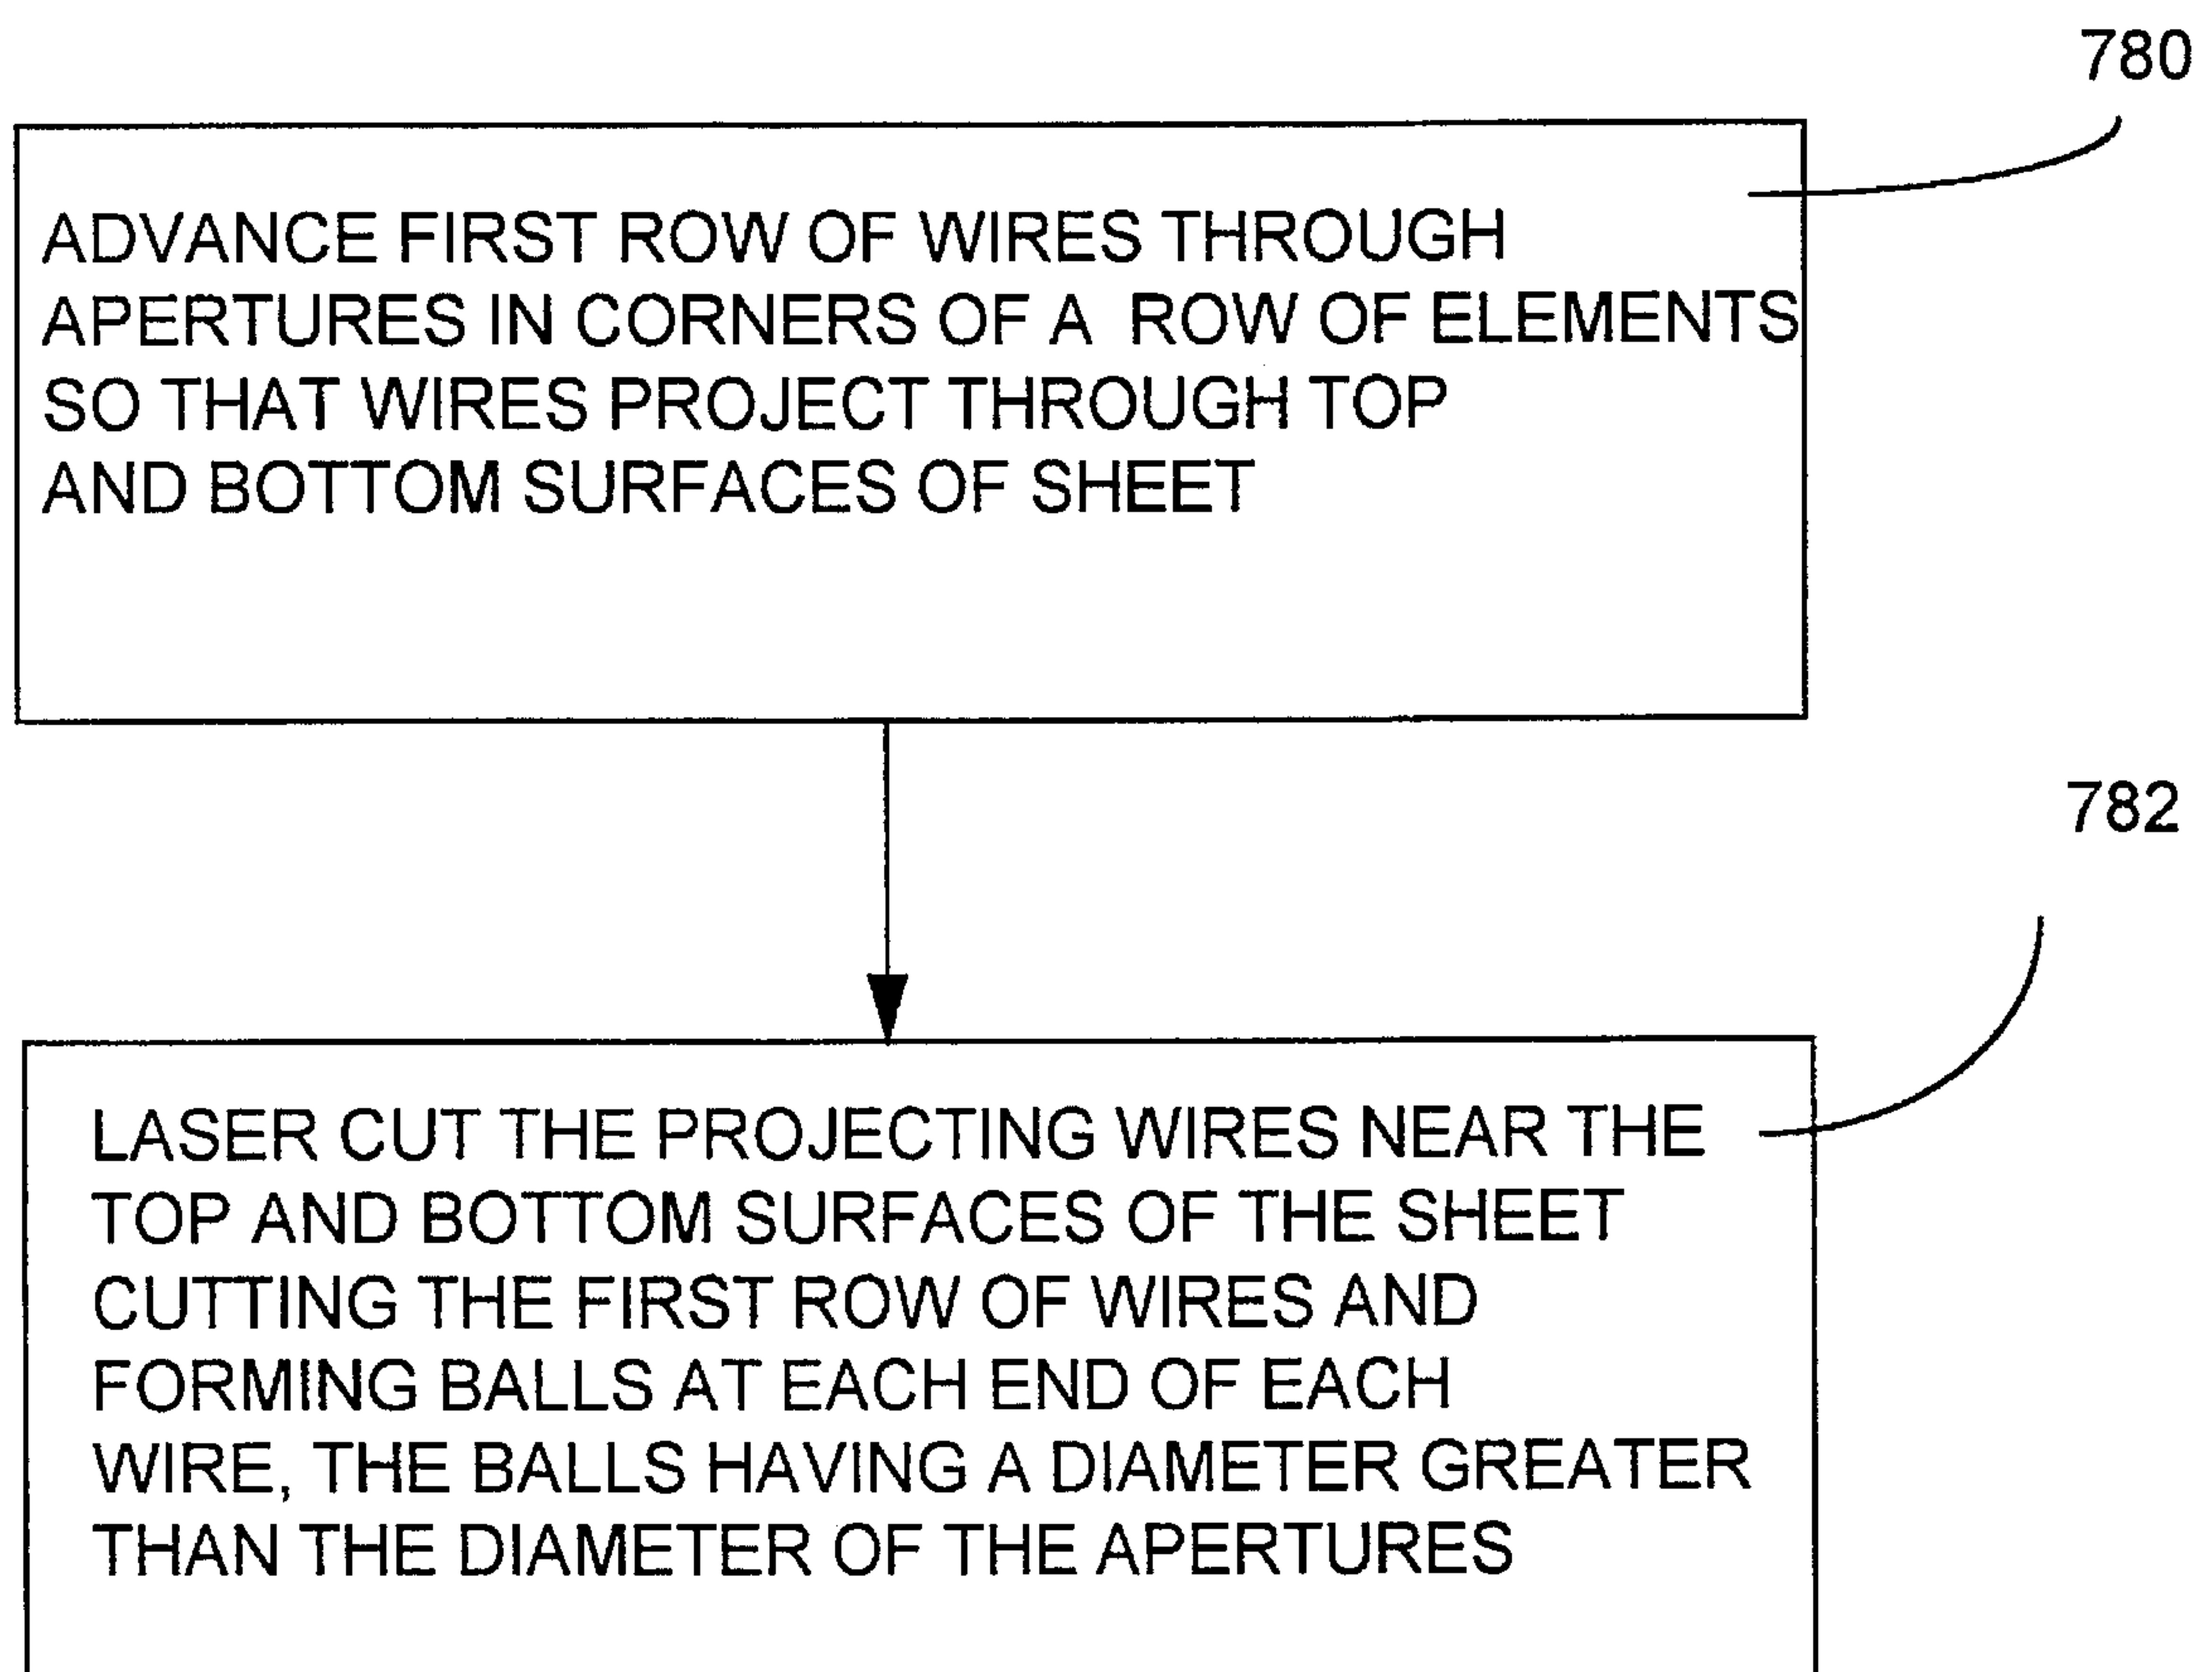 780
ADVANCE FIRST ROW OF WIRES THROUGH
APERTURES IN CORNERS OF A ROW OF ELEMENTS
SO THAT WIRES PROJECT THROUGH TOP
AND BOTTOM SURFACES OF SHEET
782
LASER CUT THE PROJECTING WIRES NEAR THE
TOP AND BOTTOM SURFACES OF THE SHEET
CUTTING THE FIRST ROW OF WIRES AND
FORMING BALLS AT EACH END OF EACH
WIRE, THE BALLS HAVING A DIAMETER GREATER
THAN THE DIAMETER OF THE APERTURES